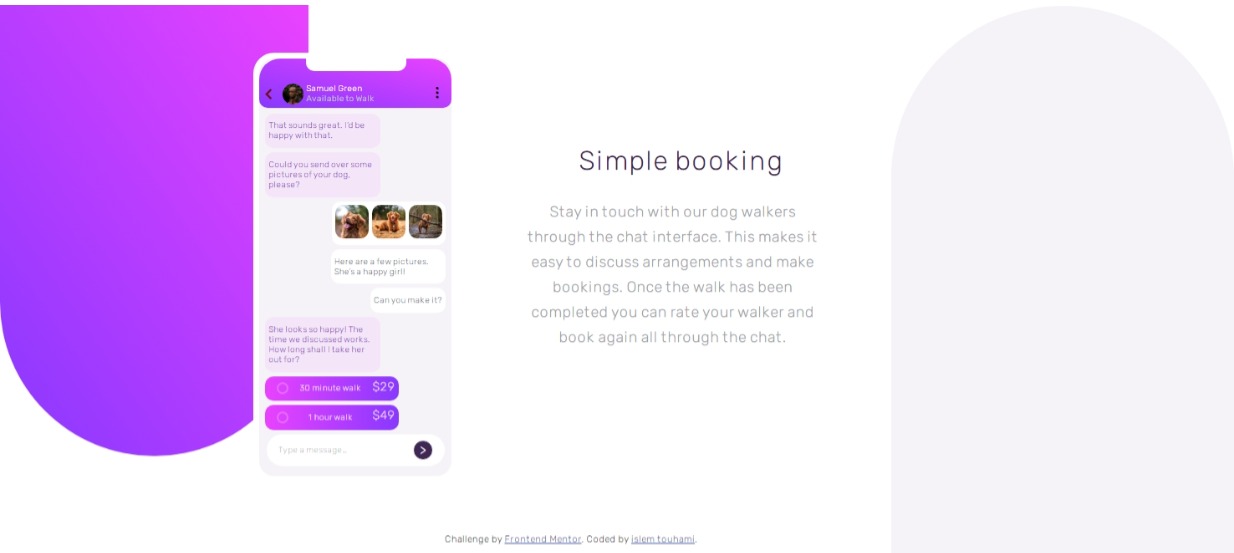 Samuel Green
Available to Walk
That sounds great. I'd be
happy with that.
Could you send over some
pictures of your dog,
please?
Here are a few pictures.
She's a happy girl!
Can you make it?
She looks so happy! The
time we discussed works.
How long shall I take her
out for?
30 minute walk $29
1 hour walk $49
Type a message…
Simple booking
Stay in touch with our dog walkers
through the chat interface. This makes it
easy to discuss arrangements and make
bookings. Once the walk has been
completed you can rate your walker and
book again all through the chat.
Challenge by Frontend Mentor. Coded by islem touhami.